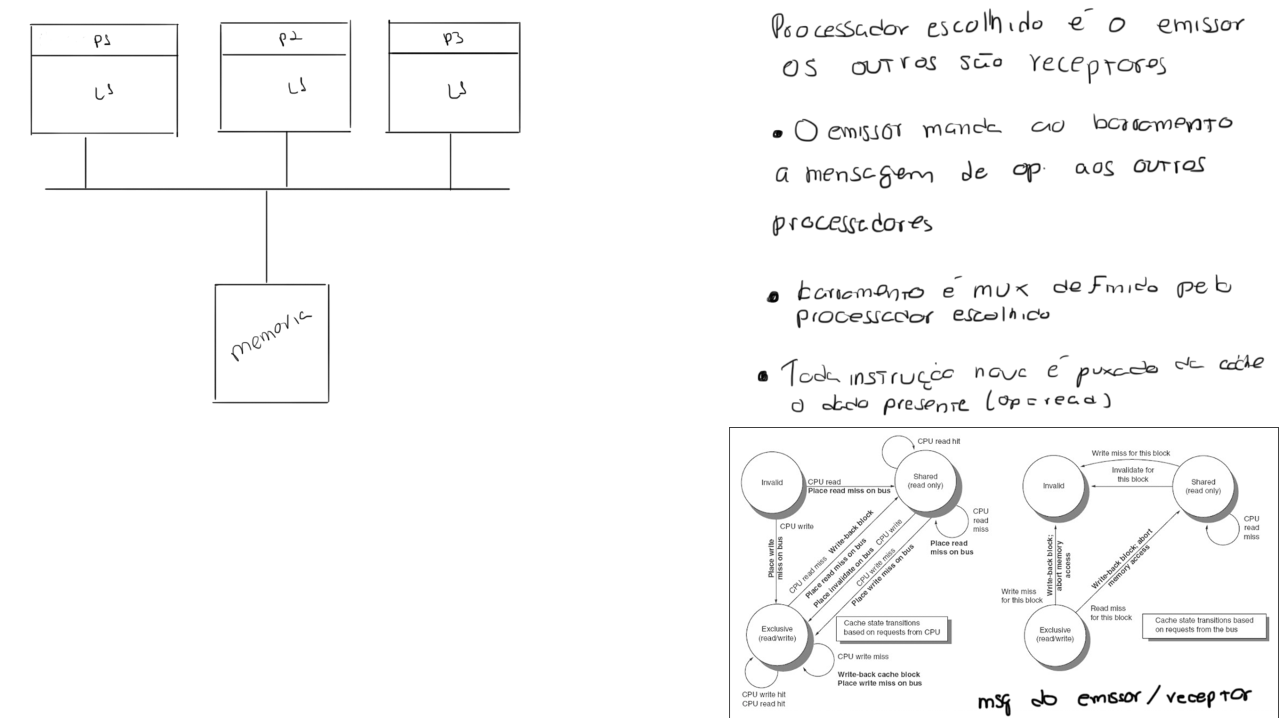 P1
P2
P3
LS
LS
LS
memoria
Processador escolhido é o emissor
os outros são receptores
• O emissor manda ao barramento
a mensagem de op. aos outros
processadores
• barramento é mux definido pelo
processador escolhido
• Toda instrução nova é puxado da cache
o dado presente (op = read)
CPU read hit
Invalid
CPU read
Place read miss on bus
Shared
(read only)
CPU write
Place write
miss on bus
CPU read miss
Write-back block
Place read miss on bus
Place invalidate on bus
CPU write
CPU write miss
Place write miss on bus
CPU
read
miss
Place read
miss on bus
Exclusive
(read/write)
Cache state transitions
based on requests from CPU
CPU write miss
Write-back cache block
Place write miss on bus
CPU write hit
CPU read hit
Write miss for this block
Invalidate for
this block
Invalid
Shared
(read only)
CPU
read
miss
Write-back block;
abort memory
access
Write-back block; abort
memory access
Write miss
for this block
Read miss
for this block
Exclusive
(read/write)
Cache state transitions based
on requests from the bus
msg do emissor/receptor